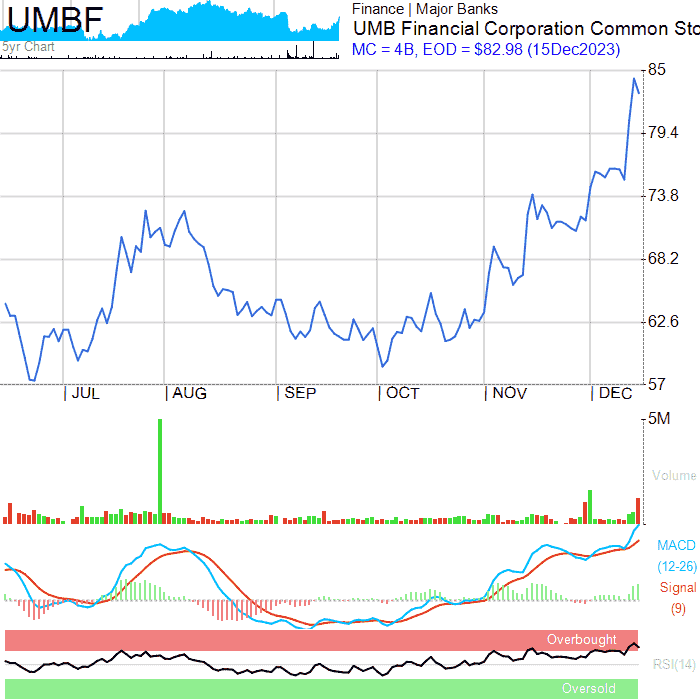 UMBF
5yr Chart
Finance | Major Banks
UMB Financial Corporation Common Sto
MC = 4B, EOD = $82.98 (15Dec2023)
85
79.4
73.8
68.2
62.6
57
JUL AUG SEP OCT NOV DEC
5M
Volume
MACD
(12-26)
Signal
(9)
Overbought
RSI(14)
Oversold